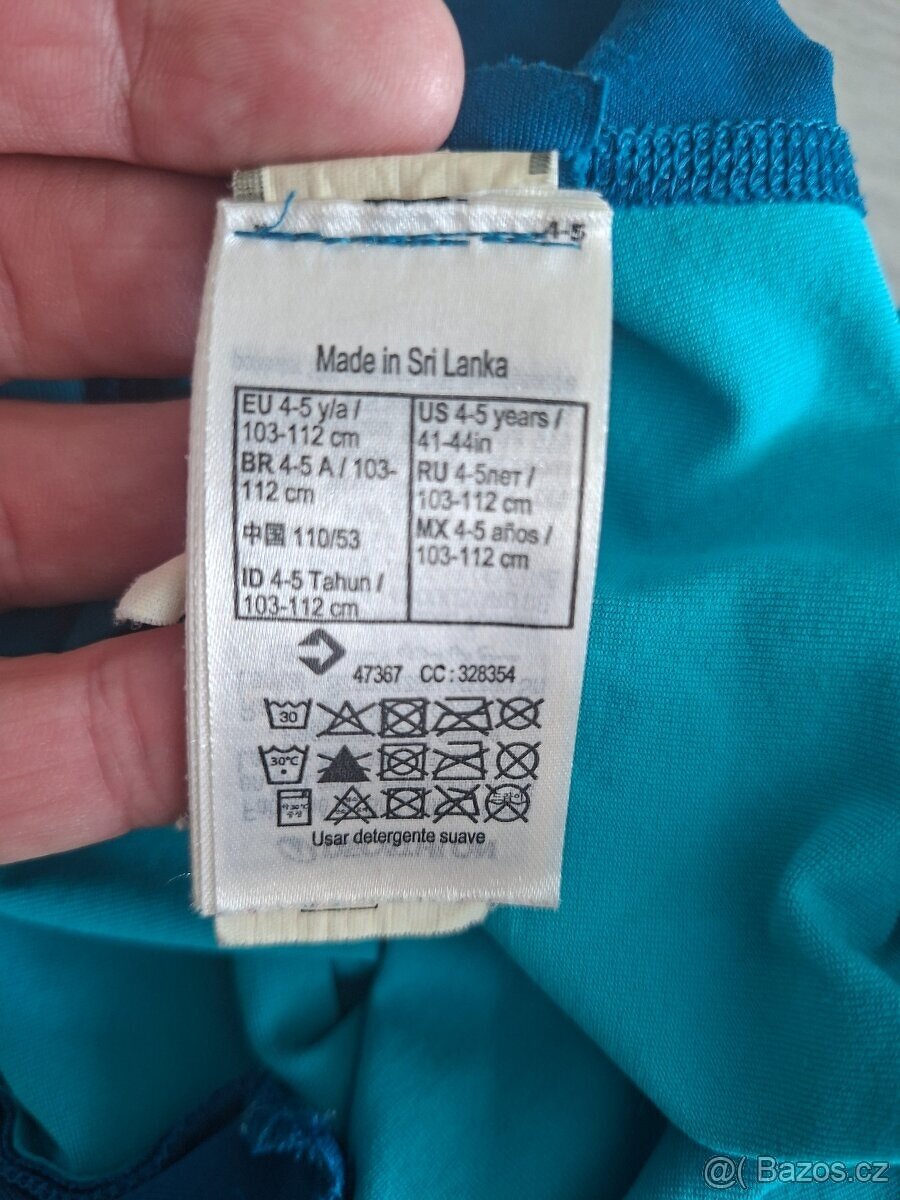 4-5
Made in Sri Lanka
EU 4-5 y/a /
103-112 cm
BR 4-5 A / 103-
112 cm
中国 110/53
ID 4-5 Tahun /
103-112 cm
US 4-5 years /
41-44in
RU 4-5лет /
103-112 cm
MX 4-5 años /
103-112 cm
47367 CC : 328354
30
30°C
Usar detergente suave
@( Bazos.cz